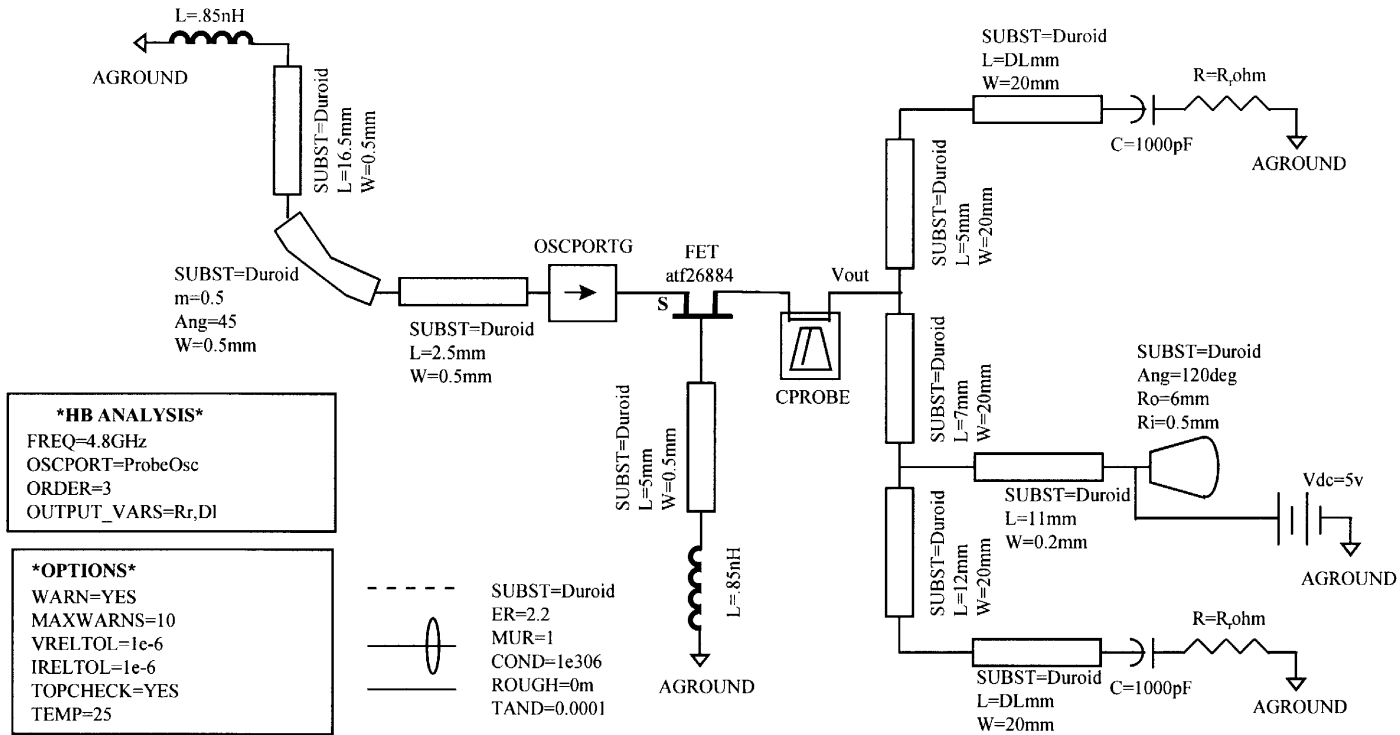 L=.85nH
AGROUND
SUBST=Duroid
L=16.5mm
W=0.5mm
SUBST=Duroid
m=0.5
Ang=45
W=0.5mm
SUBST=Duroid
L=2.5mm
W=0.5mm
OSCPORTG
FET
atf26884
S
SUBST=Duroid
L=5mm
W=0.5mm
L=.85nH
AGROUND
CPROBE
Vout
SUBST=Duroid
L=DLmm
W=20mm
C=1000pF
R=Rrohm
AGROUND
SUBST=Duroid
L=5mm
W=20mm
SUBST=Duroid
L=7mm
W=20mm
SUBST=Duroid
L=11mm
W=0.2mm
SUBST=Duroid
Ang=120deg
Ro=6mm
Ri=0.5mm
Vdc=5v
AGROUND
SUBST=Duroid
L=12mm
W=20mm
SUBST=Duroid
L=DLmm
W=20mm
C=1000pF
R=Rrohm
AGROUND
*HB ANALYSIS*
FREQ=4.8GHz
OSCPORT=ProbeOsc
ORDER=3
OUTPUT_VARS=Rr,Dl
*OPTIONS*
WARN=YES
MAXWARNS=10
VRELTOL=1e-6
IRELTOL=1e-6
TOPCHECK=YES
TEMP=25
SUBST=Duroid
ER=2.2
MUR=1
COND=1e306
ROUGH=0m
TAND=0.0001